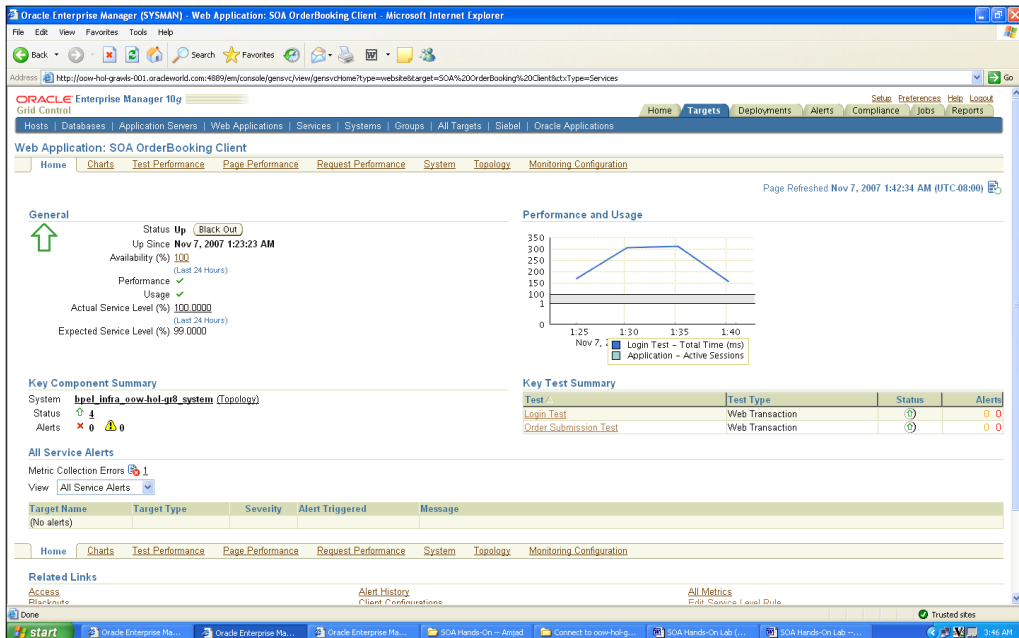 Oracle Enterprise Manager (SYSMAN) - Web Application: SOA OrderBooking Client - Microsoft Internet Explorer
File Edit View Favorites Tools Help
Back Search Favorites
Address http://oow-hol-grawls-001.oracleworld.com:4889/em/console/gensvc/view/gensvcHome?type=website&target=SOA%20OrderBooking%20Client&ctxType=Services Go
ORACLE Enterprise Manager 10g
Grid Control
Setup Preferences Help Logout
Home Targets Deployments Alerts Compliance Jobs Reports
Hosts | Databases | Application Servers | Web Applications | Services | Systems | Groups | All Targets | Siebel | Oracle Applications
Web Application: SOA OrderBooking Client
Home Charts Test Performance Page Performance Request Performance System Topology Monitoring Configuration
Page Refreshed Nov 7, 2007 1:42:34 AM (UTC-08:00)
General
Status Up Black Out
Up Since Nov 7, 2007 1:23:23 AM
Availability (%) 100
(Last 24 Hours)
Performance
Usage
Actual Service Level (%) 100.0000
(Last 24 Hours)
Expected Service Level (%) 99.0000
Performance and Usage
350
300
250
200
150
100
1
0
1:25 1:30 1:35 1:40
Nov 7, 2
Login Test - Total Time (ms)
Application - Active Sessions
Key Component Summary
System bpel_infra_oow-hol-gr8_system (Topology)
Status 4
Alerts 0 0
Key Test Summary
Test Test Type Status Alerts
Login Test Web Transaction 0 0
Order Submission Test Web Transaction 0 0
All Service Alerts
Metric Collection Errors 1
View All Service Alerts
Target Name Target Type Severity Alert Triggered Message
(No alerts)
Home Charts Test Performance Page Performance Request Performance System Topology Monitoring Configuration
Related Links
Access Alert History All Metrics
Blackouts Client Configurations Edit Service Level Rule
Done Trusted sites
start Oracle Enterprise Ma... Oracle Enterprise Ma... Oracle Enterprise Ma... SOA Hands-On -- Amjad Connect to oow-hol-g... SOA Hands-On Lab (... SOA Hands-On Lab --... 3:46 AM